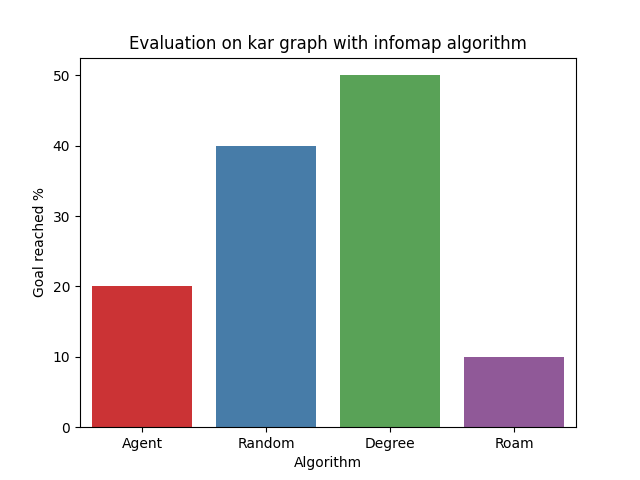 Evaluation on kar graph with infomap algorithm
Goal reached %
50
40
30
20
10
0
Agent Random Degree Roam
Algorithm